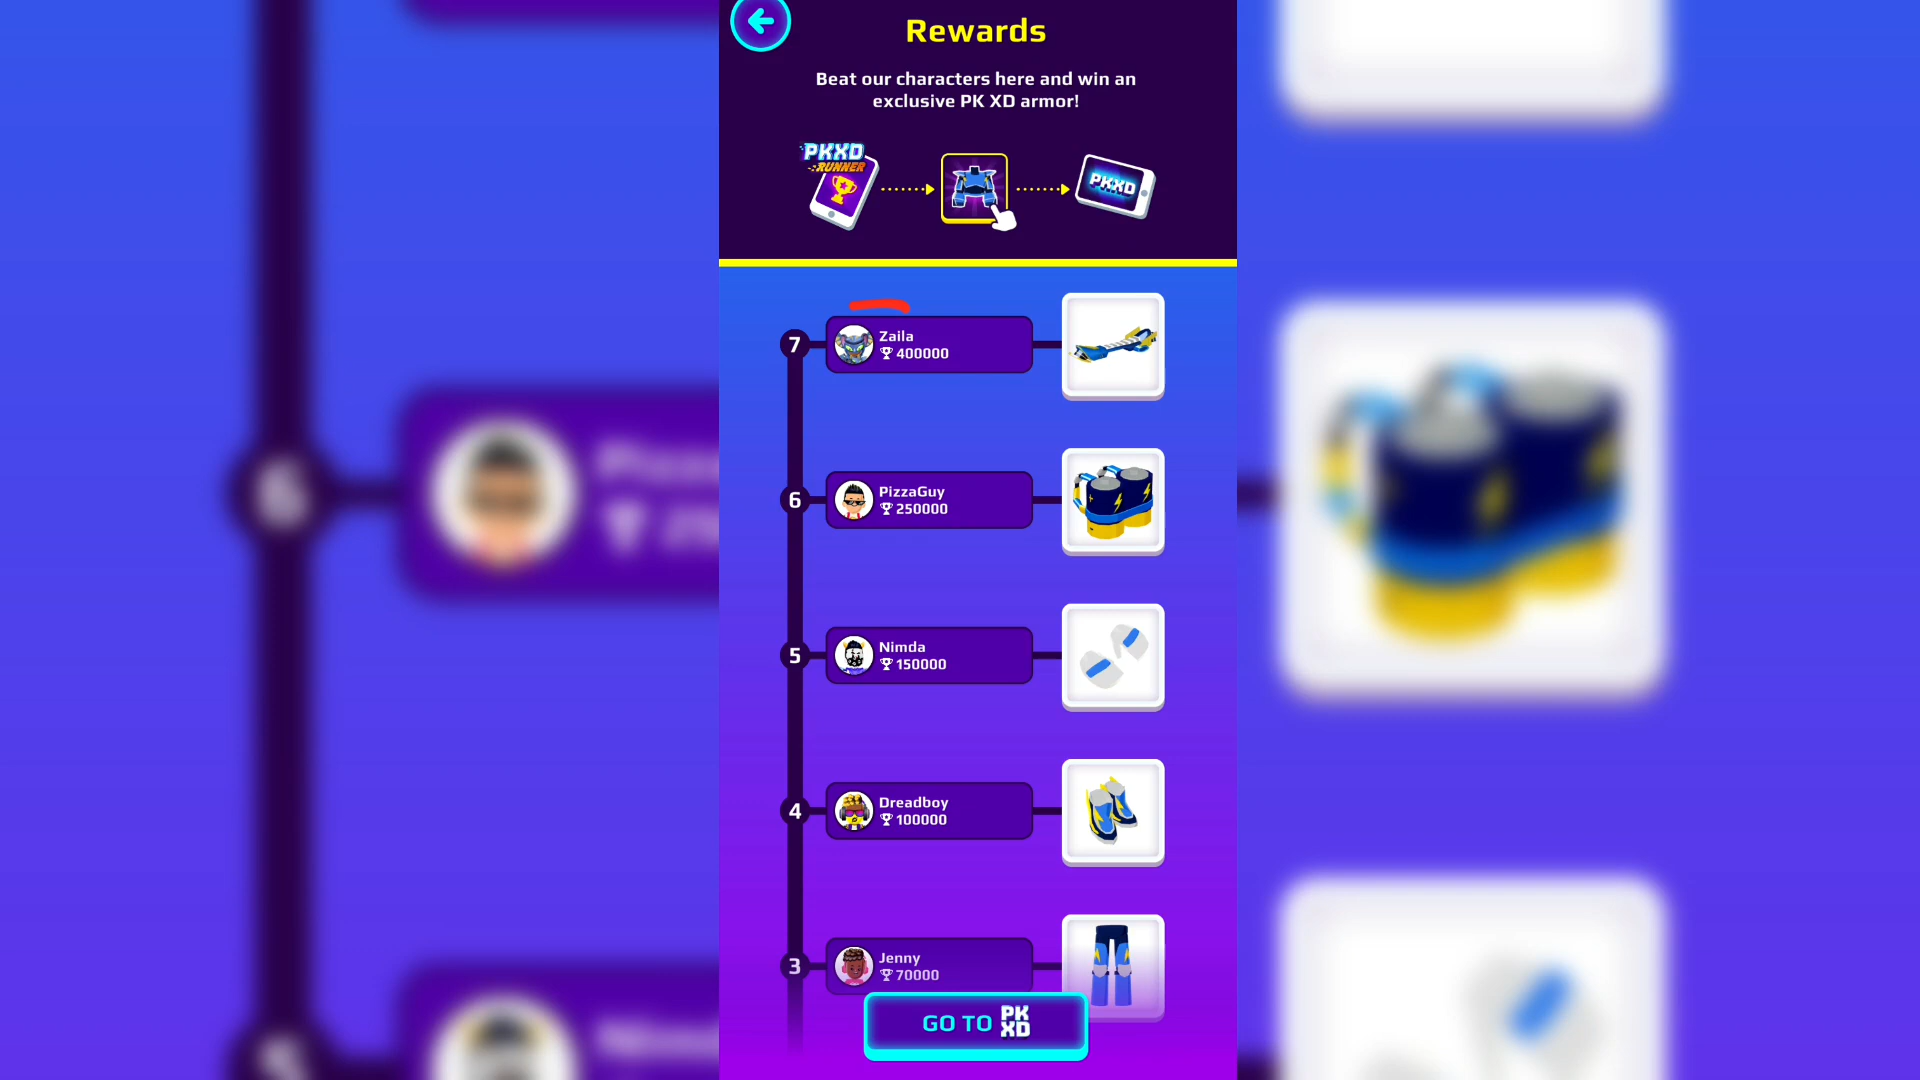 Rewards
Beat our characters here and win an
exclusive PK XD armor!
PKXD
RUNNER
PKXD
7
Zaila
400000
6
PizzaGuy
250000
5
Nimda
150000
4
Dreadboy
100000
3
Jenny
70000
GO TO PK XD